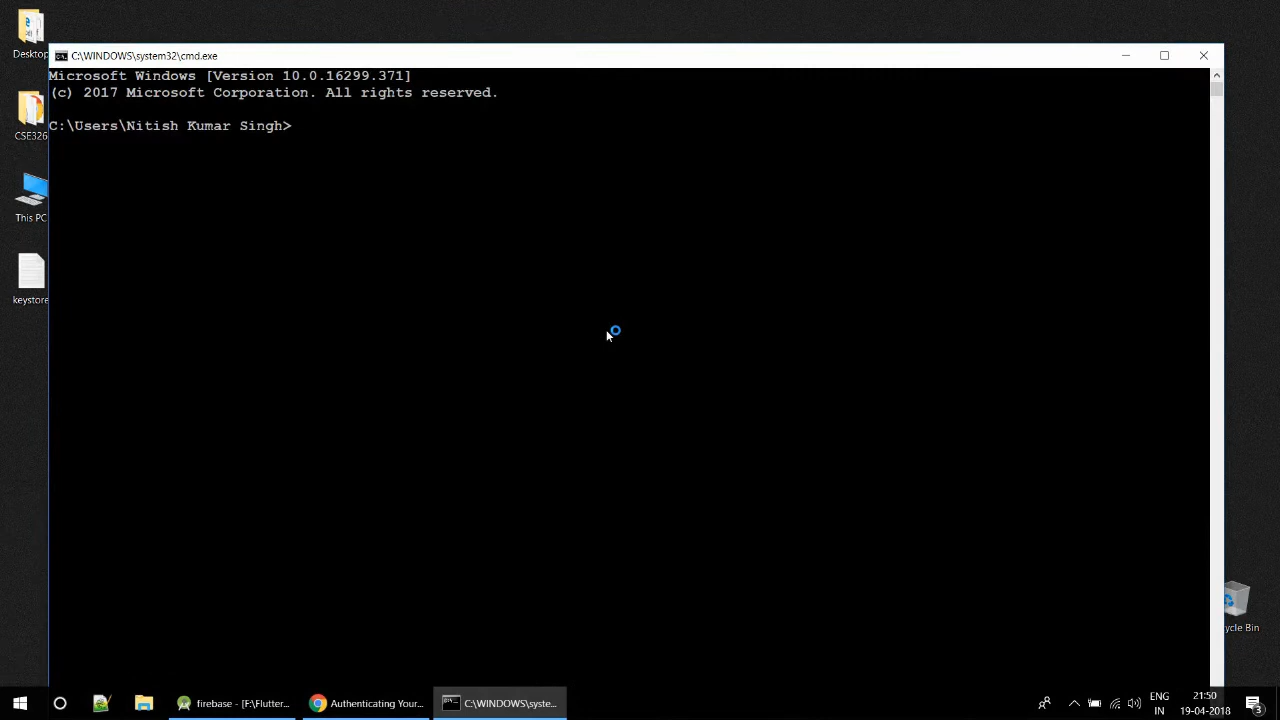 Desktop
C:\WINDOWS\system32\cmd.exe
Microsoft Windows [Version 10.0.16299.371]
(c) 2017 Microsoft Corporation. All rights reserved.
C:\Users\Nitish Kumar Singh>
CSE326
This PC
keystore
ycle Bin
firebase - [F:\Flutter...
Authenticating Your...
C:\WINDOWS\syste...
ENG
IN
21:50
19-04-2018
3